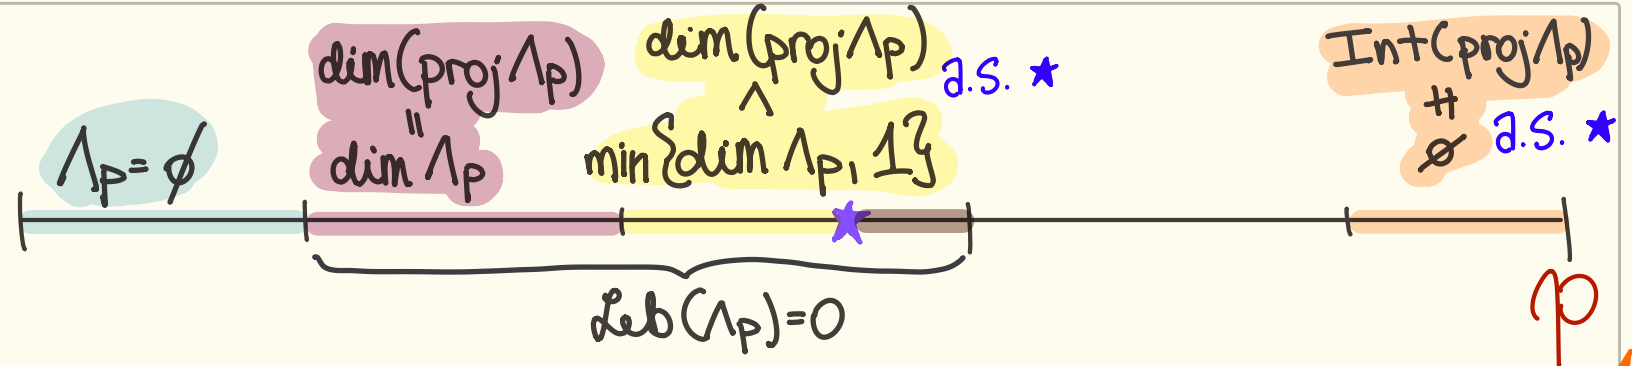 Λp = ∅
dim(proj Λp)
=
dim Λp
dim(proj Λp) a.s. ★
<
min{dim Λp, 1}
Int(proj Λp)
≠
∅ a.s. ★
Leb(Λp)=0
p